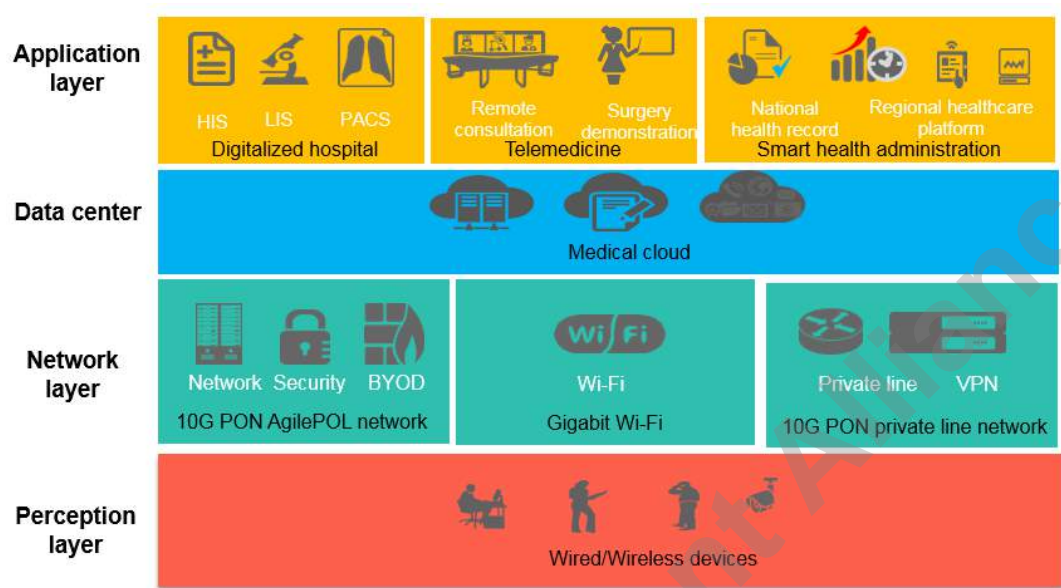 Application
layer
HIS
LIS
PACS
Digitalized hospital
Remote
consultation
Surgery
demonstration
Telemedicine
National
health record
Regional healthcare
platform
Smart health administration
Data center
Medical cloud
Network
layer
Network
Security
BYOD
10G PON AgilePOL network
Wi Fi
Wi-Fi
Gigabit Wi-Fi
Private line
VPN
10G PON private line network
Perception
layer
Wired/Wireless devices